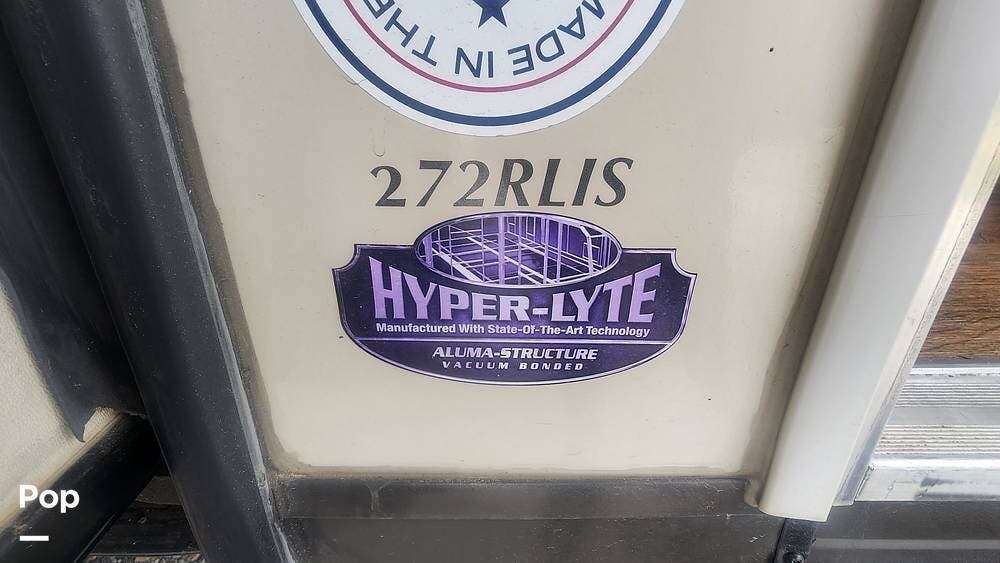 MADE IN THE
272RLIS
HYPER-LYTE
Manufactured With State-Of-The-Art Technology
ALUMA-STRUCTURE
VACUUM BONDED
Pop